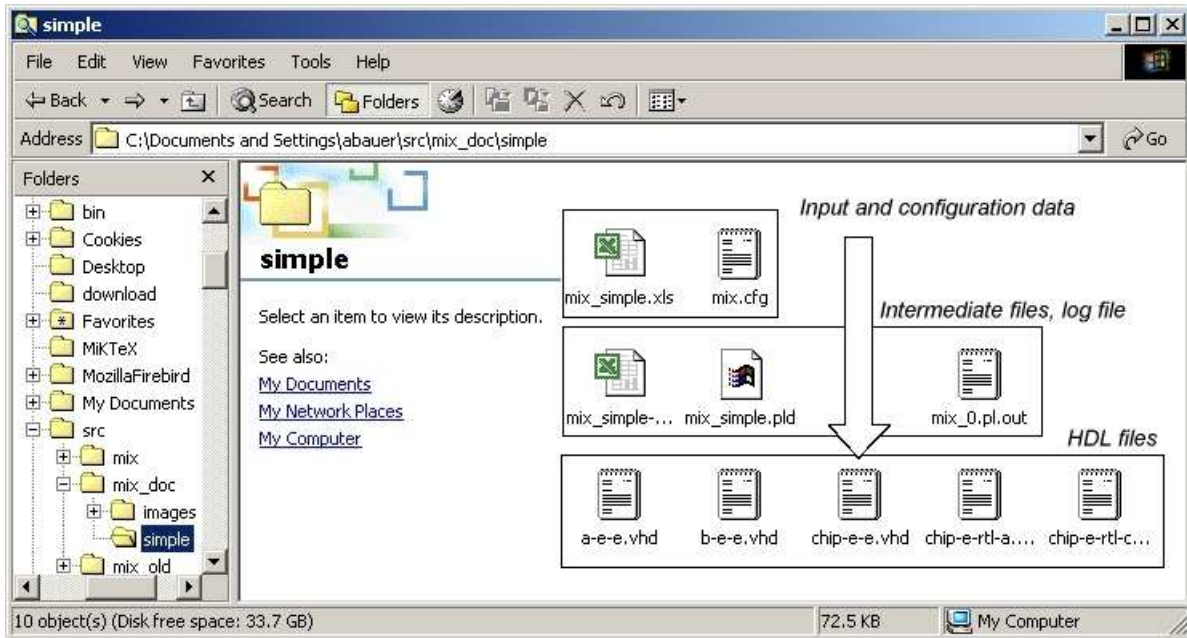 simple
File Edit View Favorites Tools Help
Back Search Folders
Address C:\Documents and Settings\abauer\src\mix_doc\simple Go
Folders x
bin
Cookies
Desktop
download
Favorites
MiKTeX
MozillaFirebird
My Documents
src
mix
mix_doc
images
simple
mix_old
simple
Select an item to view its description.
See also:
My Documents
My Network Places
My Computer
Input and configuration data
mix_simple.xls mix.cfg
Intermediate files, log file
mix_simple-... mix_simple.pld mix_0.pl.out
HDL files
a-e-e.vhd b-e-e.vhd chip-e-e.vhd chip-e-rtl-a.... chip-e-rtl-c...
10 object(s) (Disk free space: 33.7 GB) 72.5 KB My Computer